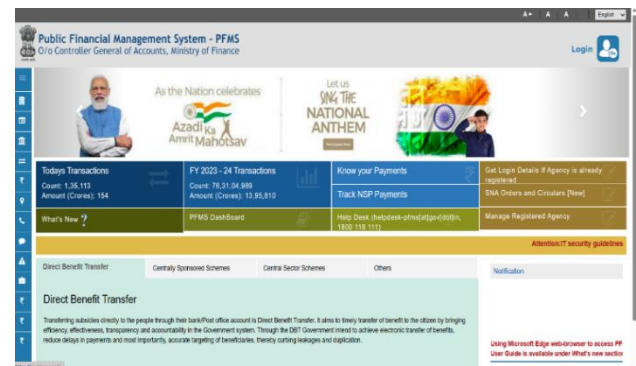 A+ A A English
Public Financial Management System - PFMS
O/o Controller General of Accounts, Ministry of Finance
Login
As the Nation celebrates
Azadi Ka
Amrit Mahotsav
Let us
SING THE
NATIONAL
ANTHEM
Todays Transactions
Count: 1,35,113
Amount (Crores): 154
FY 2023 - 24 Transactions
Count: 76,31,04,989
Amount (Crores): 13,95,810
Know your Payments
Track NSP Payments
Get Login Details If Agency is already
registered
SNA Orders and Circulars [New]
What's New ?
PFMS DashBoard
Help Desk (helpdesk-pfms[at]gov[dot]in,
1800 118 111)
Manage Registered Agency
Attention:IT security guidelines
Direct Benefit Transfer
Centrally Sponsored Schemes
Central Sector Schemes
Others
Notification
Direct Benefit Transfer
Transferring subsidies directly to the people through their bank/Post office account is Direct Benefit Transfer. It aims to timely transfer of benefit to the citizen by bringing
efficiency, effectiveness, transparency and accountability in the Government system. Through the DBT Government intend to achieve electronic transfer of benefits,
reduce delays in payments and most importantly, accurate targeting of beneficiaries, thereby curbing leakages and duplication.
Using Microsoft Edge web-browser to access PF
User Guide is available under What's new sectio